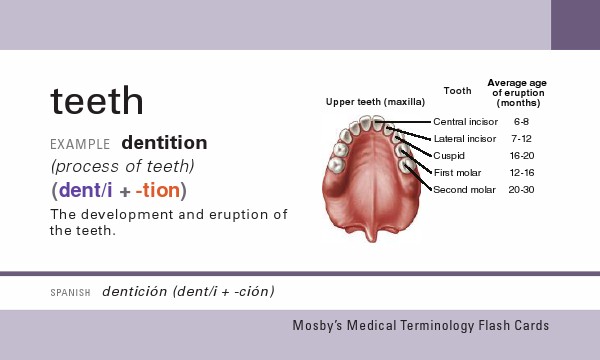 teeth
EXAMPLE dentition
(process of teeth)
(dent/i + -tion)
The development and eruption of
the teeth.
Upper teeth (maxilla)
Tooth
Average age
of eruption
(months)
Central incisor 6-8
Lateral incisor 7-12
Cuspid 16-20
First molar 12-16
Second molar 20-30
SPANISH dentición (dent/i + -ción)
Mosby's Medical Terminology Flash Cards